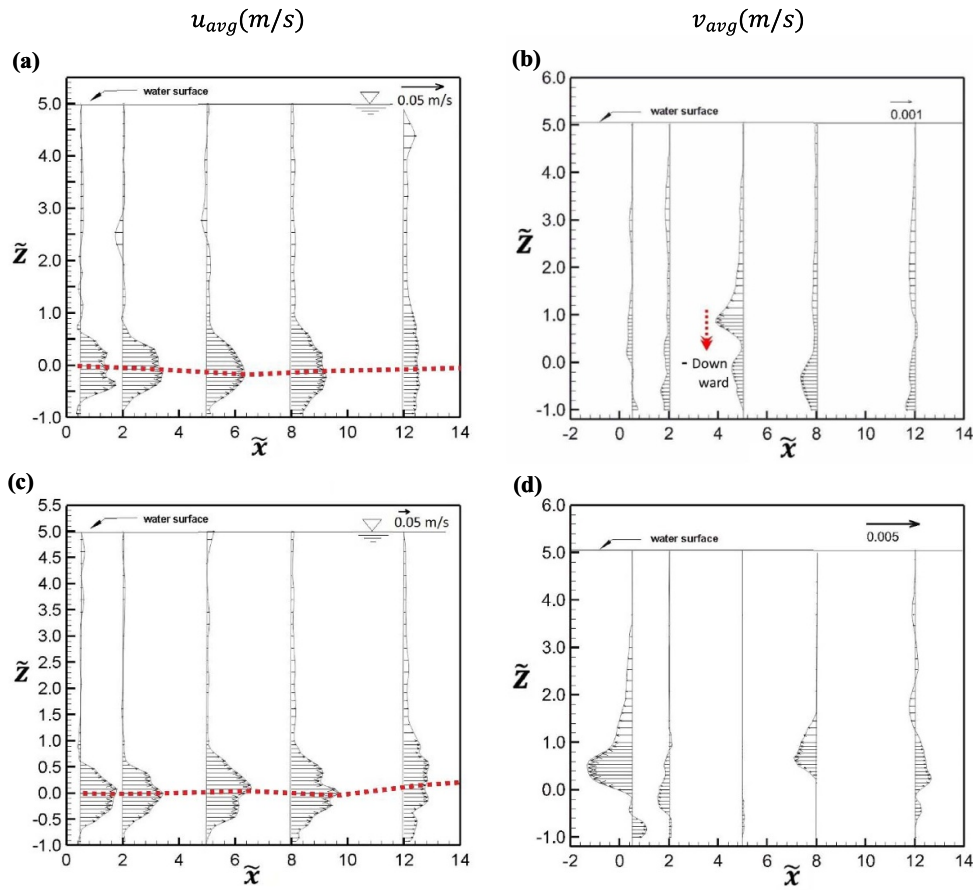 u_avg(m/s)
v_avg(m/s)
(a)
water surface
0.05 m/s
5.0
4.0
3.0
2.0
1.0
0.0
-1.0
z̃
0 2 4 6 8 10 12 14
x̃
(b)
water surface
0.001
6.0
5.0
4.0
3.0
2.0
1.0
0.0
-1.0
z̃
- Down
ward
-2 0 2 4 6 8 10 12 14
x̃
(c)
water surface
0.05 m/s
5.5
5.0
4.5
4.0
3.5
3.0
2.5
2.0
1.5
1.0
0.5
0.0
-0.5
-1.0
z̃
0 2 4 6 8 10 12 14
x̃
(d)
water surface
0.005
6.0
5.0
4.0
3.0
2.0
1.0
0.0
-1.0
z̃
-2 0 2 4 6 8 10 12 14
x̃